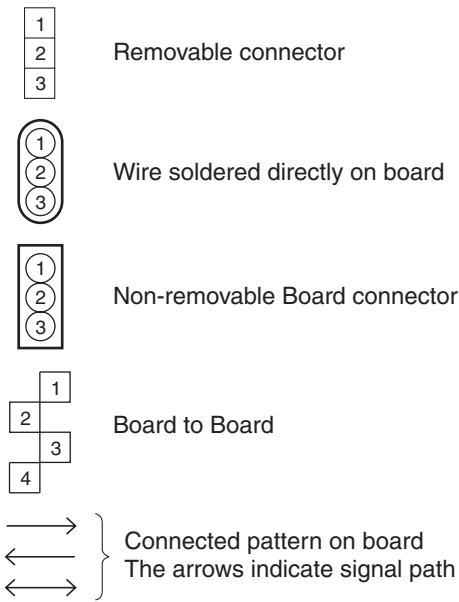 1
2
3
Removable connector
1
2
3
Wire soldered directly on board
1
2
3
Non-removable Board connector
1
2
3
4
Board to Board
Connected pattern on board
The arrows indicate signal path